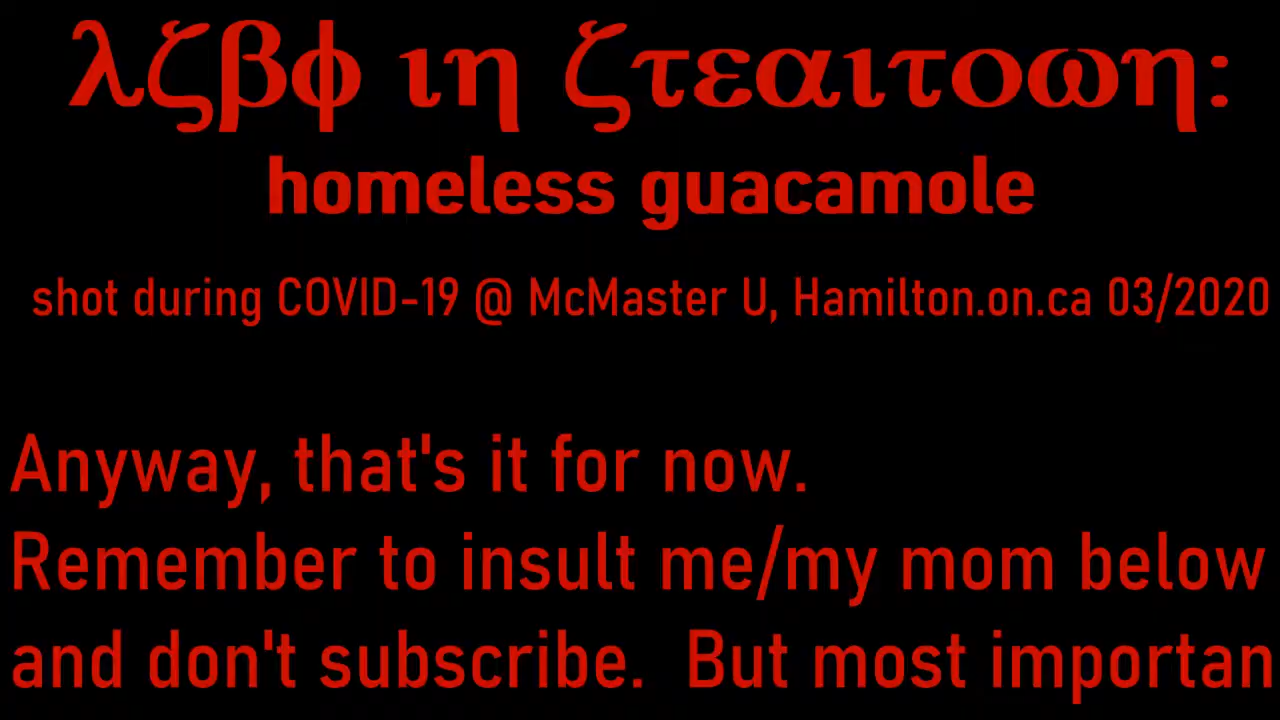 λζβφ ιη ζτεαιτοωη:
homeless guacamole
shot during COVID-19 @ McMaster U, Hamilton.on.ca 03/2020
Anyway, that's it for now.
Remember to insult me/my mom below
and don't subscribe. But most importan